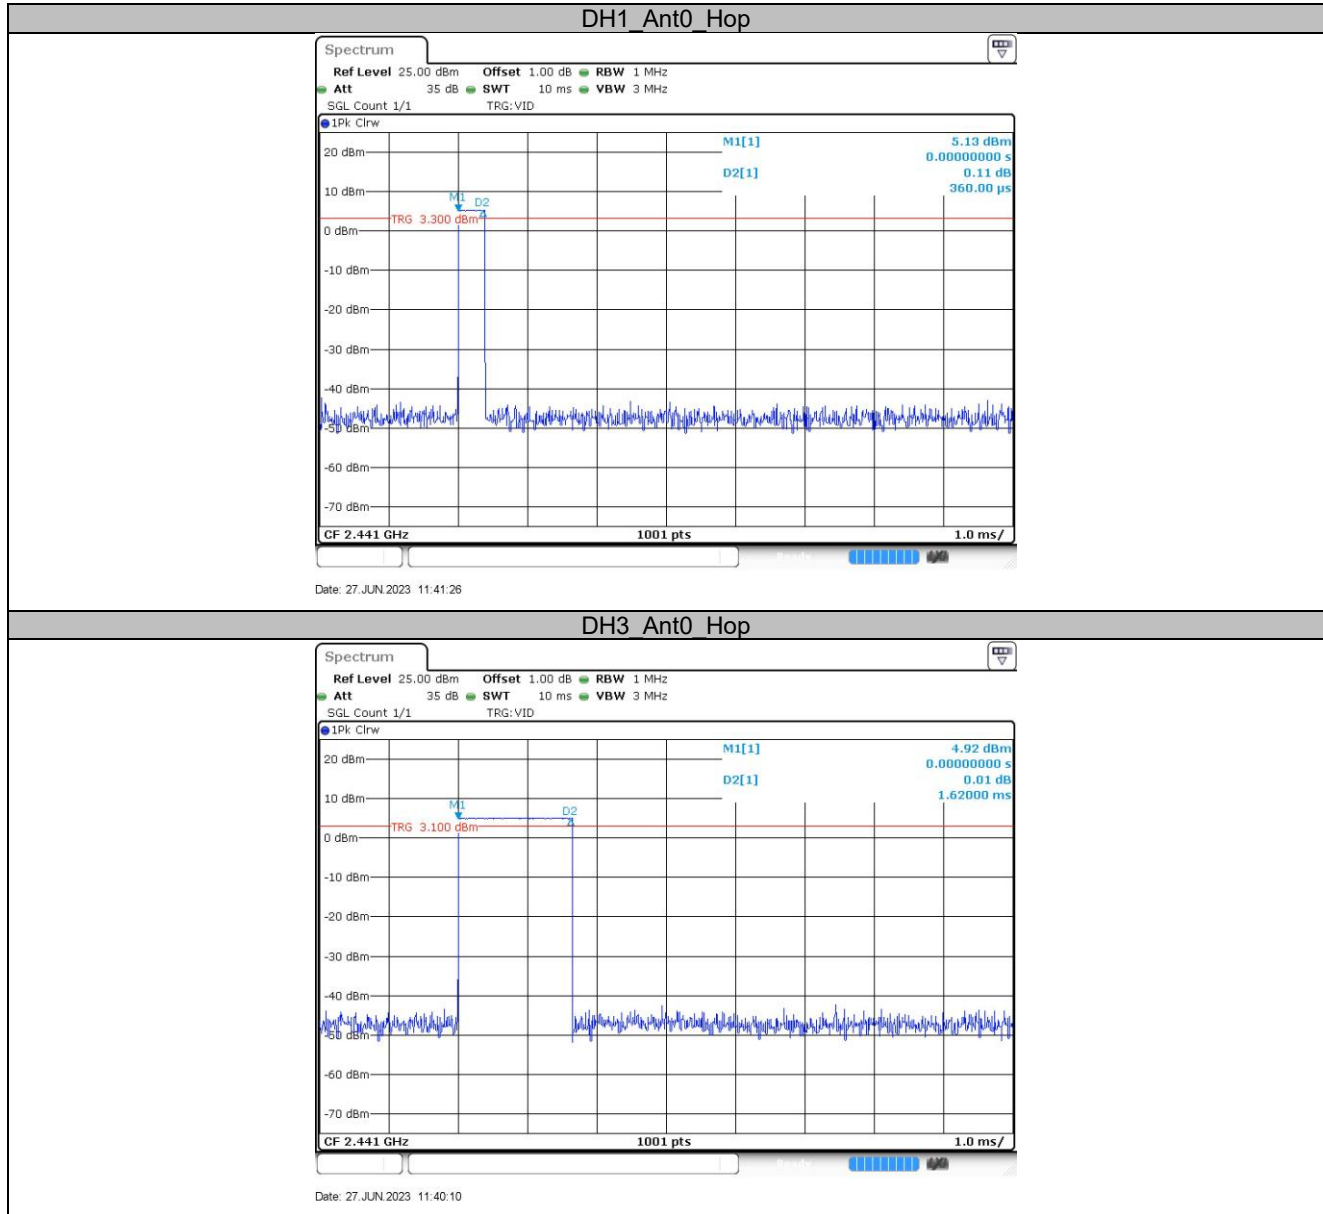 DH1_Ant0_Hop
Spectrum
Ref Level 25.00 dBm Offset 1.00 dB RBW 1 MHz
Att 35 dB SWT 10 ms VBW 3 MHz
SGL Count 1/1 TRG:VID
1Pk Clrw
M1[1] 5.13 dBm
0.00000000 s
D2[1] 0.11 dB
360.00 µs
20 dBm
10 dBm
M1 D2
TRG 3.300 dBm
0 dBm
-10 dBm
-20 dBm
-30 dBm
-40 dBm
-50 dBm
-60 dBm
-70 dBm
CF 2.441 GHz 1001 pts 1.0 ms/
Ready
Date: 27.JUN.2023 11:41:26
DH3_Ant0_Hop
Spectrum
Ref Level 25.00 dBm Offset 1.00 dB RBW 1 MHz
Att 35 dB SWT 10 ms VBW 3 MHz
SGL Count 1/1 TRG:VID
1Pk Clrw
M1[1] 4.92 dBm
0.00000000 s
D2[1] 0.01 dB
1.62000 ms
20 dBm
10 dBm
M1 D2
TRG 3.100 dBm
0 dBm
-10 dBm
-20 dBm
-30 dBm
-40 dBm
-50 dBm
-60 dBm
-70 dBm
CF 2.441 GHz 1001 pts 1.0 ms/
Ready
Date: 27.JUN.2023 11:40:10